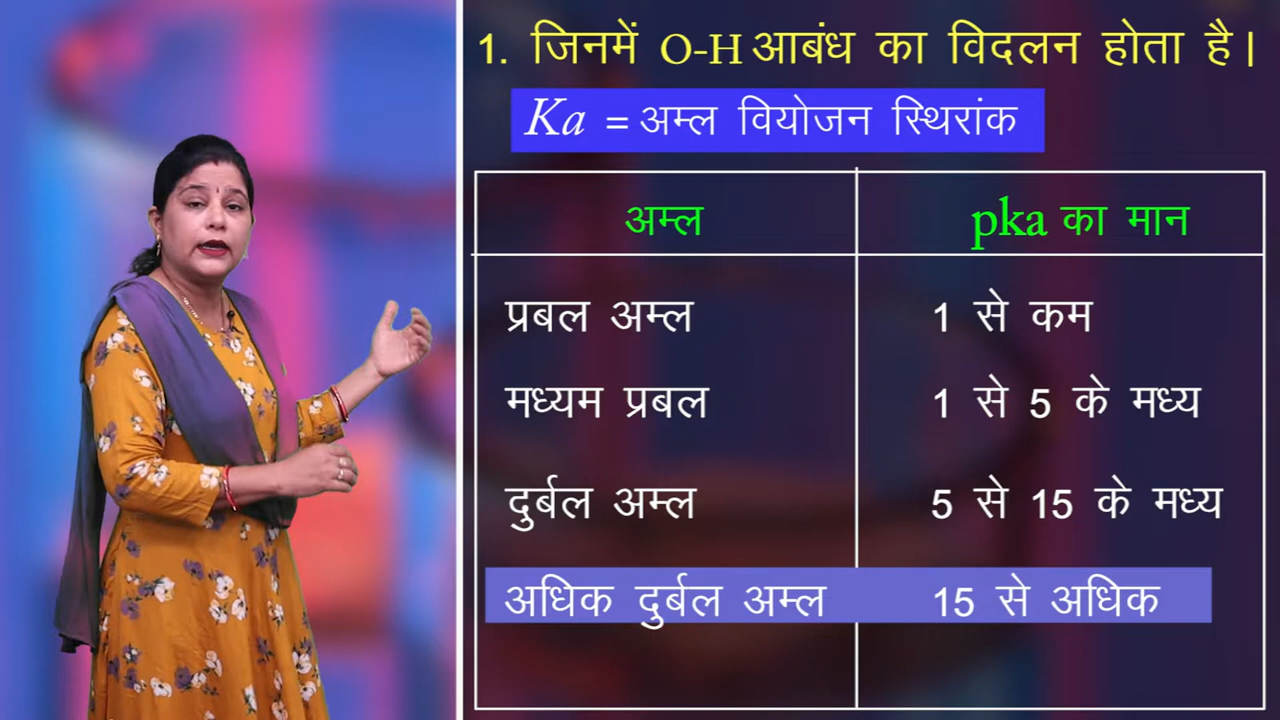 1. जिनमें O-H आबंध का विदलन होता है।
Ka = अम्ल वियोजन स्थिरांक
अम्ल pka का मान
प्रबल अम्ल 1 से कम
मध्यम प्रबल 1 से 5 के मध्य
दुर्बल अम्ल 5 से 15 के मध्य
अधिक दुर्बल अम्ल 15 से अधिक